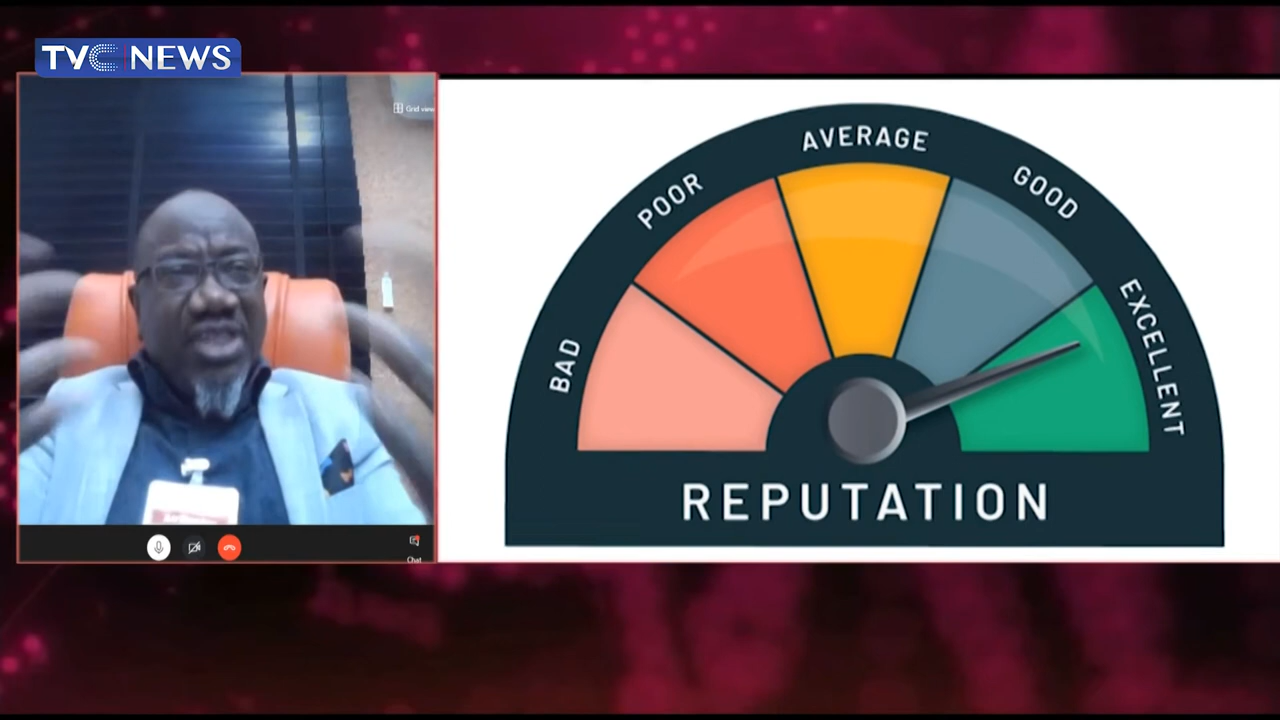 TVC NEWS
Grid view
Chat
BAD
POOR
AVERAGE
GOOD
EXCELLENT
REPUTATION